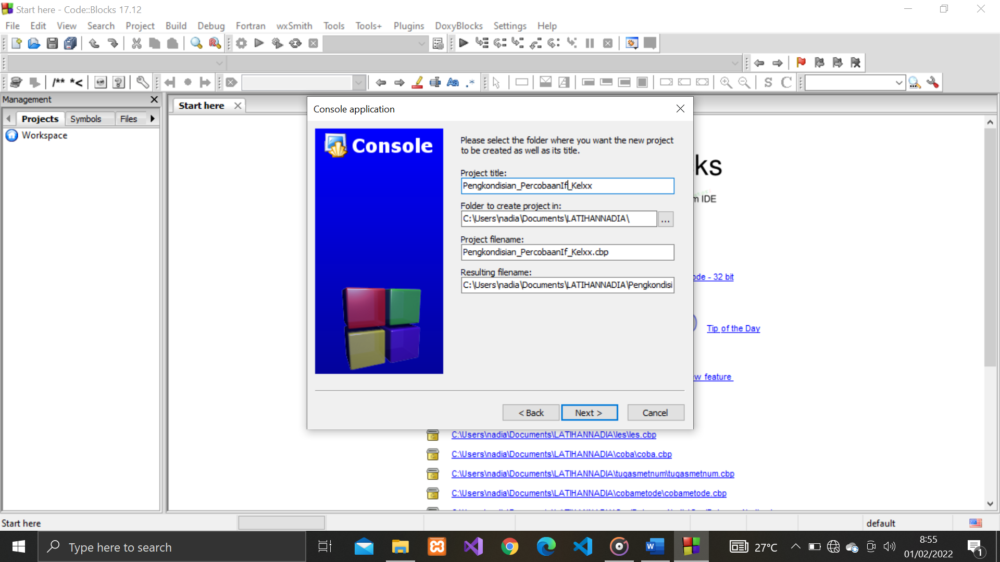 Start here - Code::Blocks 17.12
File Edit View Search Project Build Debug Fortran wxSmith Tools Tools+ Plugins DoxyBlocks Settings Help
/** *<
Aa .*
S C
Management
Projects Symbols Files
Workspace
Start here
Console application
Console
Please select the folder where you want the new project
to be created as well as its title.
Project title:
Pengkondisian_PercobaanIf_Kelxx
Folder to create project in:
C:\Users\nadia\Documents\LATIHANNADIA\
...
Project filename:
Pengkondisian_PercobaanIf_Kelxx.cbp
Resulting filename:
C:\Users\nadia\Documents\LATIHANNADIA\Pengkondisi
< Back Next > Cancel
ks
IDE
ode - 32 bit
Tip of the Day
w feature
C:\Users\nadia\Documents\LATIHANNADIA\les\les.cbp
C:\Users\nadia\Documents\LATIHANNADIA\coba\coba.cbp
C:\Users\nadia\Documents\LATIHANNADIA\tugasmetnum\tugasmetnum.cbp
C:\Users\nadia\Documents\LATIHANNADIA\cobametode\cobametode.cbp
Start here
default
Type here to search
27°C
8:55
01/02/2022
1